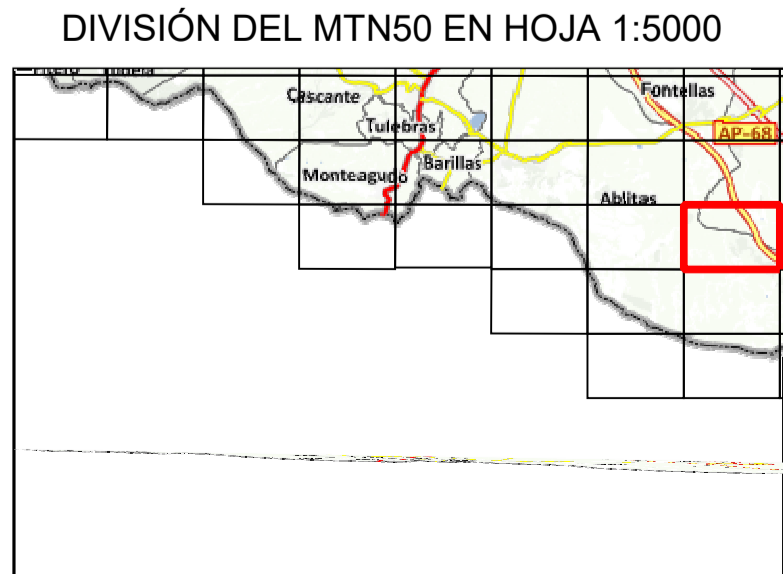 DIVISIÓN DEL MTN50 EN HOJA 1:5000
Fontellas
Cascante
Tulebras
AP-68
Barillas
Monteagudo
Ablitas